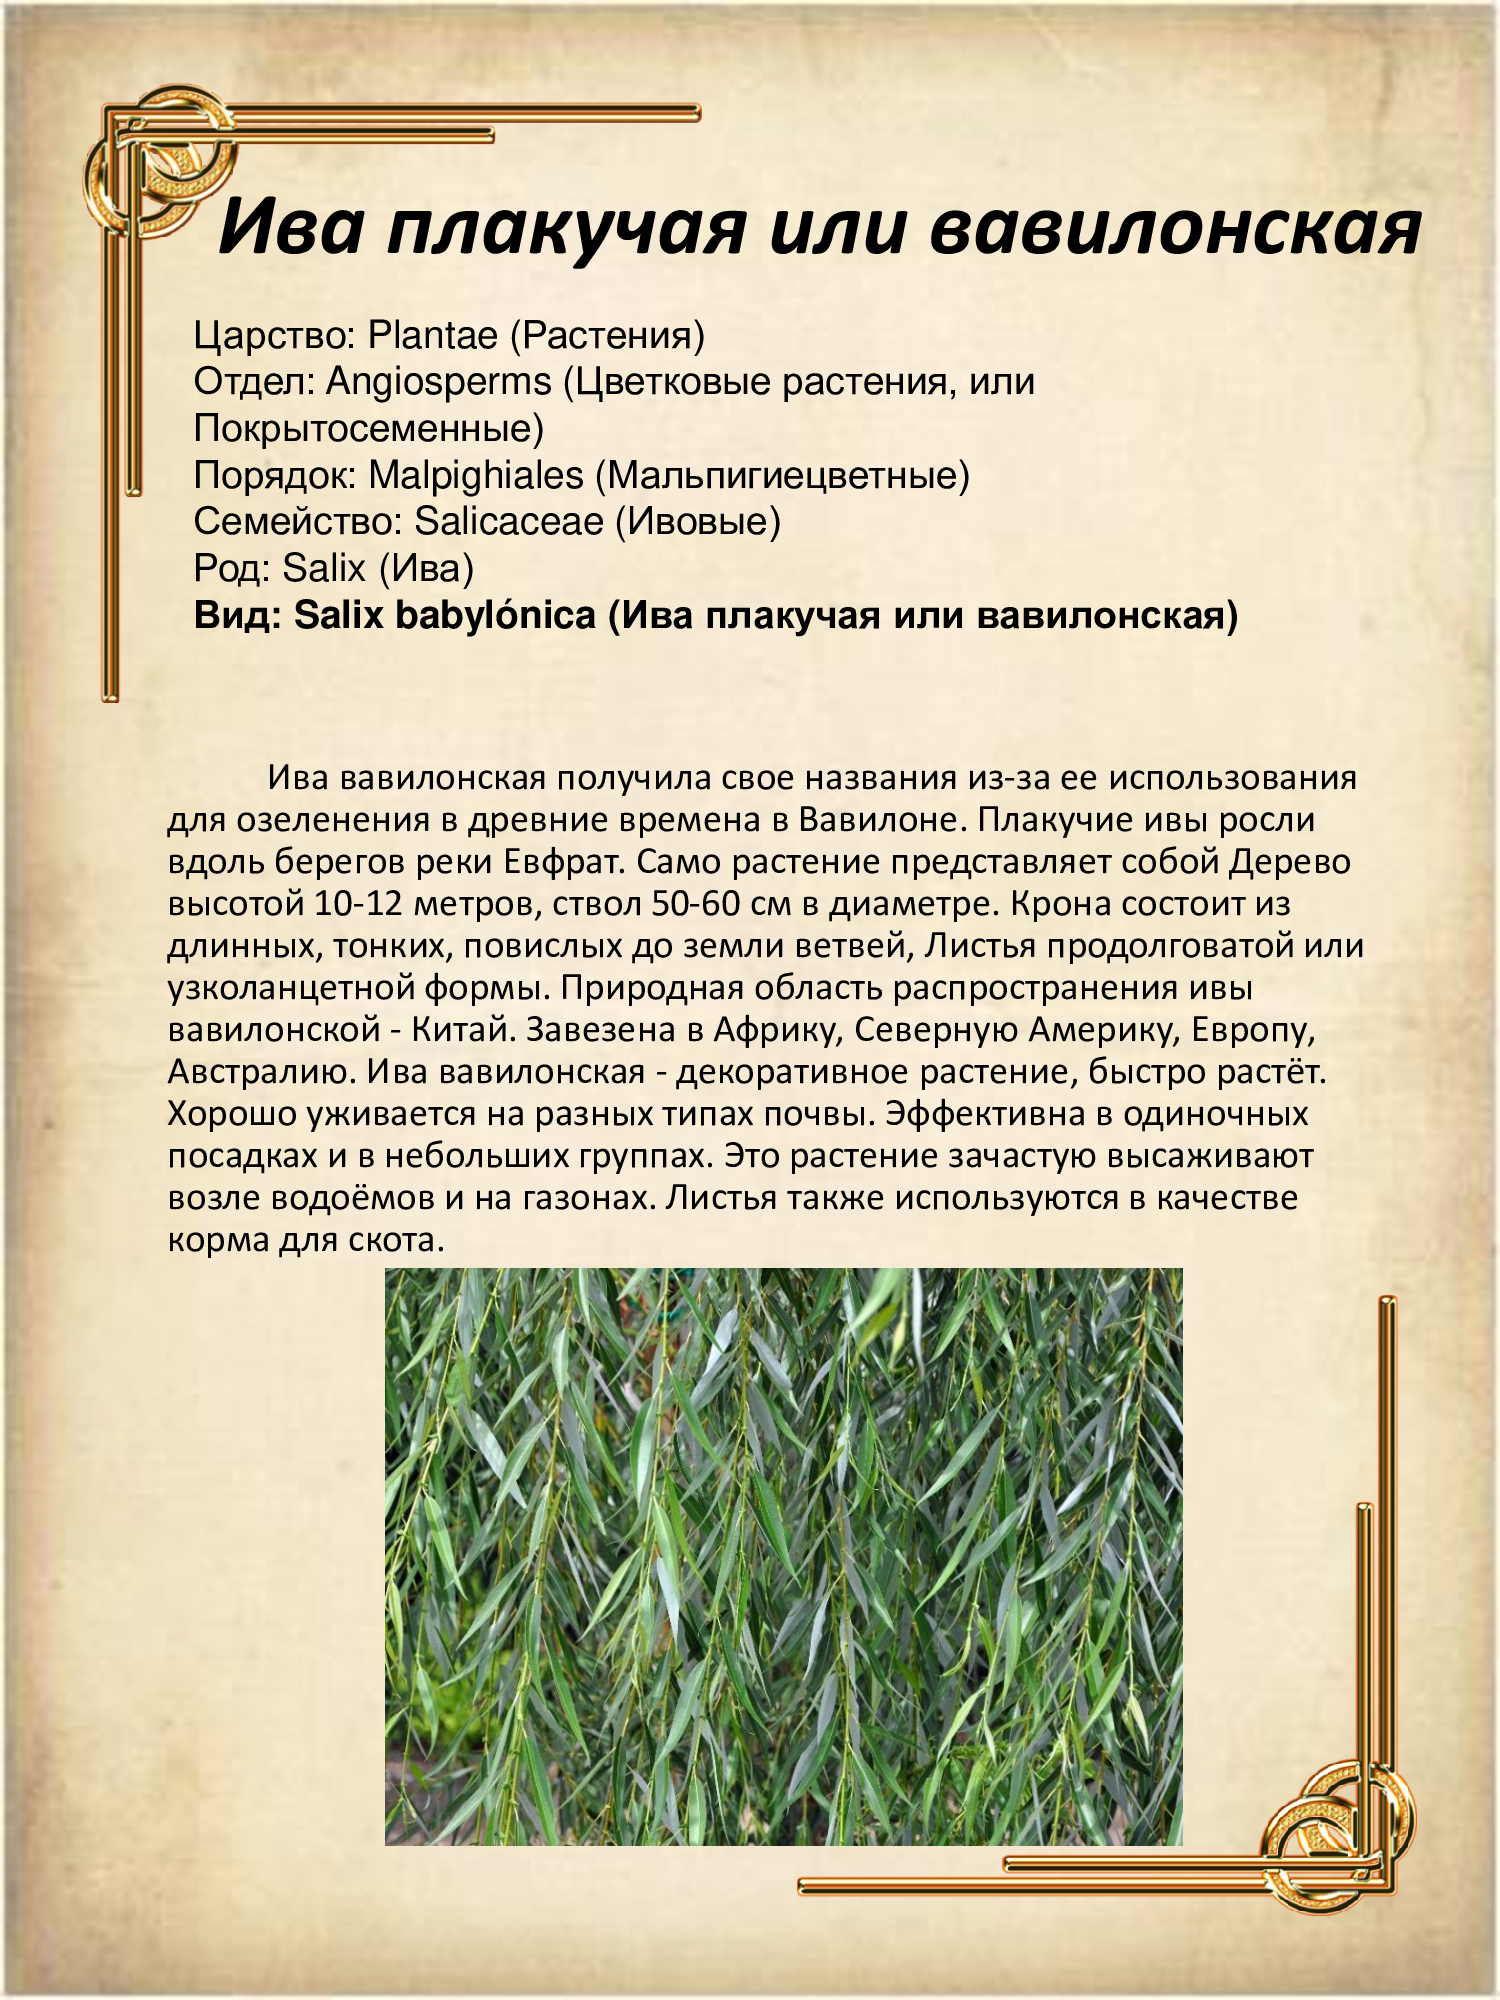 Ива плакучая или вавилонская
Царство: Plantae (Растения)
Отдел: Angiosperms (Цветковые растения, или
Покрытосеменные)
Порядок: Malpighiales (Мальпигиецветные)
Семейство: Salicaceae (Ивовые)
Род: Salix (Ива)
Вид: Salix babylónica (Ива плакучая или вавилонская)
Ива вавилонская получила свое названия из-за ее использования
для озеленения в древние времена в Вавилоне. Плакучие ивы росли
вдоль берегов реки Евфрат. Само растение представляет собой Дерево
высотой 10-12 метров, ствол 50-60 см в диаметре. Крона состоит из
длинных, тонких, повислых до земли ветвей, Листья продолговатой или
узколанцетной формы. Природная область распространения ивы
вавилонской - Китай. Завезена в Африку, Северную Америку, Европу,
Австралию. Ива вавилонская - декоративное растение, быстро растёт.
Хорошо уживается на разных типах почвы. Эффективна в одиночных
посадках и в небольших группах. Это растение зачастую высаживают
возле водоёмов и на газонах. Листья также используются в качестве
корма для скота.